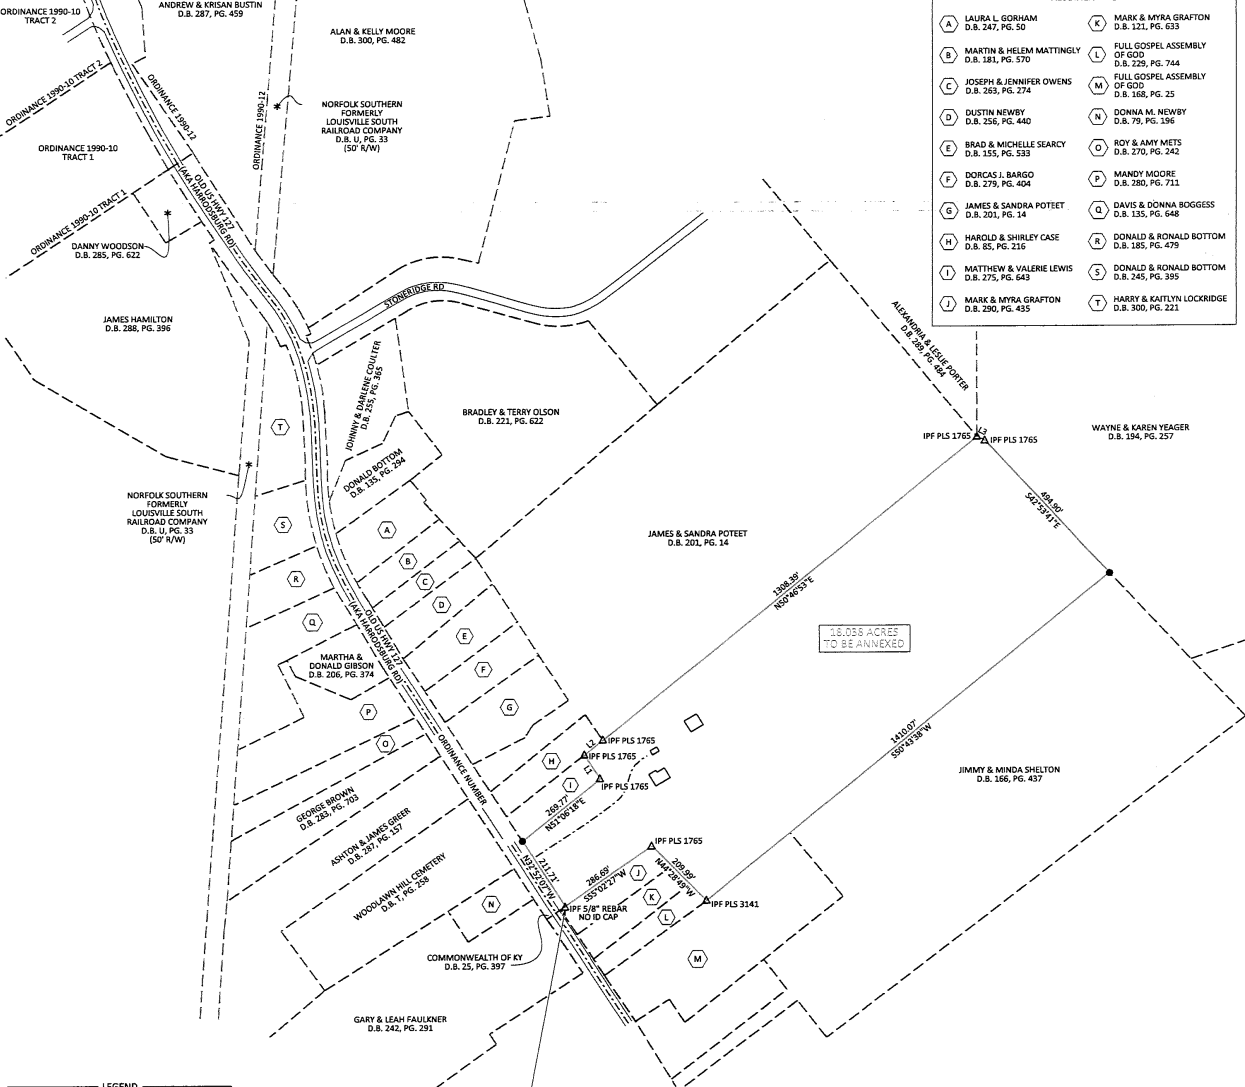 ORDINANCE 1990-10
TRACT 2
ANDREW & KRISAN BUSTIN
D.B. 287, PG. 459
ALAN & KELLY MOORE
D.B. 300, PG. 482
ORDINANCE 1990-10 TRACT 2
ORDINANCE 1990-12
ORDINANCE 1990-12
NORFOLK SOUTHERN
FORMERLY
LOUISVILLE SOUTH
RAILROAD COMPANY
D.B. U, PG. 33
(50' R/W)
ORDINANCE 1990-10
TRACT 1
OLD US HWY 127
(AKA HARRODSBURG RD)
ORDINANCE 1990-10 TRACT 1
DANNY WOODSON
D.B. 285, PG. 622
JAMES HAMILTON
D.B. 288, PG. 396
STONERIDGE RD
A
LAURA L. GORHAM
D.B. 247, PG. 50
B
MARTIN & HELEM MATTINGLY
D.B. 181, PG. 570
C
JOSEPH & JENNIFER OWENS
D.B. 263, PG. 274
D
DUSTIN NEWBY
D.B. 256, PG. 440
E
BRAD & MICHELLE SEARCY
D.B. 155, PG. 533
F
DORCAS J. BARGO
D.B. 279, PG. 404
G
JAMES & SANDRA POTEET
D.B. 201, PG. 14
H
HAROLD & SHIRLEY CASE
D.B. 85, PG. 216
I
MATTHEW & VALERIE LEWIS
D.B. 275, PG. 643
J
MARK & MYRA GRAFTON
D.B. 290, PG. 435
K
MARK & MYRA GRAFTON
D.B. 121, PG. 633
L
FULL GOSPEL ASSEMBLY
OF GOD
D.B. 229, PG. 744
M
FULL GOSPEL ASSEMBLY
OF GOD
D.B. 168, PG. 25
N
DONNA M. NEWBY
D.B. 79, PG. 196
O
ROY & AMY METS
D.B. 270, PG. 242
P
MANDY MOORE
D.B. 280, PG. 711
Q
DAVIS & DONNA BOGGESS
D.B. 135, PG. 648
R
DONALD & RONALD BOTTOM
D.B. 185, PG. 479
S
DONALD & RONALD BOTTOM
D.B. 245, PG. 395
T
HARRY & KAITLYN LOCKRIDGE
D.B. 300, PG. 221
ALEXANDRIA & LESLIE PORTER
D.B. 289, PG. 484
JOHNNY & DARLENE COULTER
D.B. 255, PG. 365
BRADLEY & TERRY OLSON
D.B. 221, PG. 622
T
DONALD BOTTOM
D.B. 135, PG. 294
IPF PLS 1765
L3
IPF PLS 1765
WAYNE & KAREN YEAGER
D.B. 194, PG. 257
NORFOLK SOUTHERN
FORMERLY
LOUISVILLE SOUTH
RAILROAD COMPANY
D.B. U, PG. 33
(50' R/W)
494.90'
S42°53'41"E
S
A
JAMES & SANDRA POTEET
D.B. 201, PG. 14
B
R
C
1308.39'
N50°46'53"E
D
Q
OLD US HWY 127
(AKA HARRODSBURG RD)
E
18.038 ACRES
TO BE ANNEXED
MARTHA &
DONALD GIBSON
D.B. 206, PG. 374
F
P
G
O
ORDINANCE NUMBER
L2
IPF PLS 1765
IPF PLS 1765
H
L1
I
IPF PLS 1765
1410.07'
S50°43'38"W
JIMMY & MINDA SHELTON
D.B. 166, PG. 437
GEORGE BROWN
D.B. 283, PG. 703
269.77'
N51°06'18"E
ASHTON & JAMES GREER
D.B. 287, PG. 157
IPF PLS 1765
211.71'
N32°52'02"W
286.69'
S55°02'27"W
J
209.99'
N44°28'49"W
WOODLAWN HILL CEMETERY
D.B. T, PG. 258
K
N
IPF PLS 3141
IPF 5/8" REBAR
NO ID CAP
L
COMMONWEALTH OF KY
D.B. 25, PG. 397
M
GARY & LEAH FAULKNER
D.B. 242, PG. 291
LEGEND